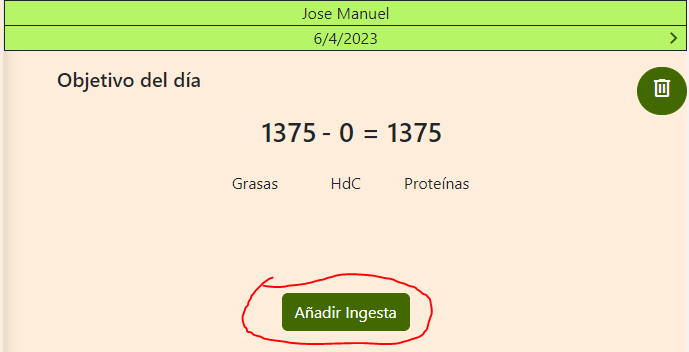 Jose Manuel
6/4/2023
Objetivo del día
1375 - 0 = 1375
Grasas HdC Proteínas
Añadir Ingesta